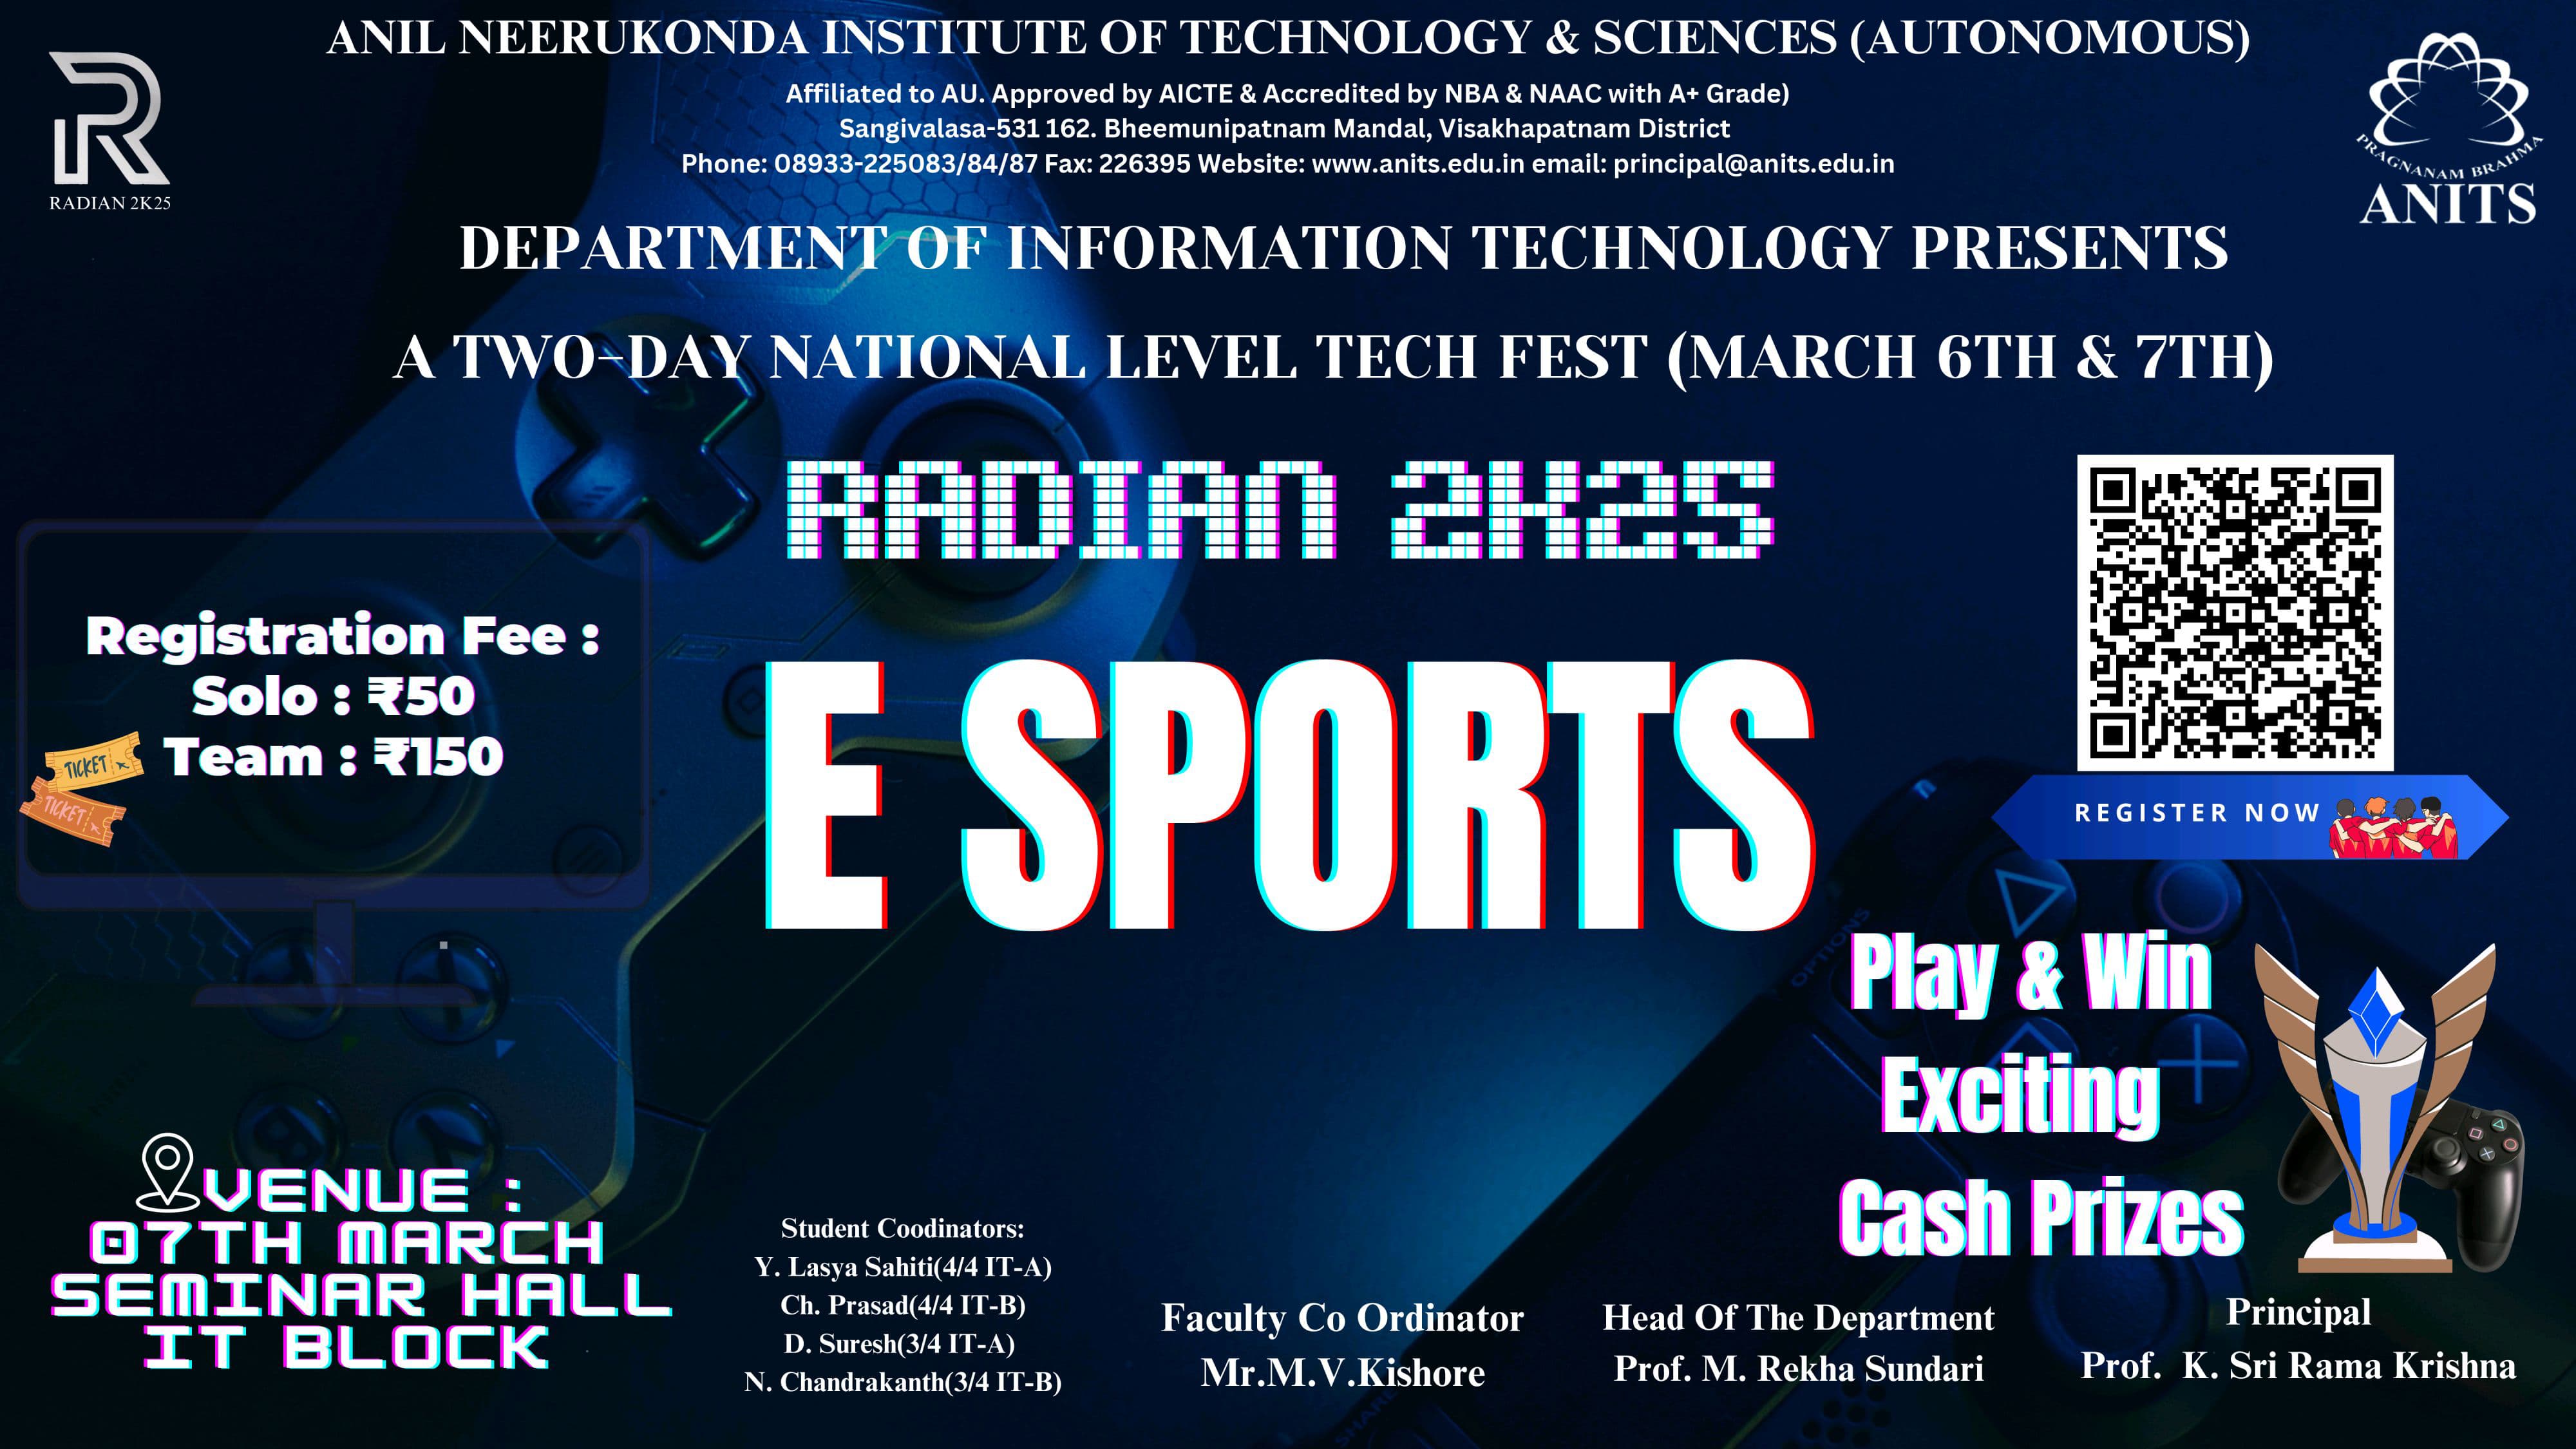 ANIL NEERUKONDA INSTITUTE OF TECHNOLOGY & SCIENCES (AUTONOMOUS)
Affiliated to AU. Approved by AICTE & Accredited by NBA & NAAC with A+ Grade)
Sangivalasa-531 162. Bheemunipatnam Mandal, Visakhapatnam District
Phone: 08933-225083/84/87 Fax: 226395 Website: www.anits.edu.in email: principal@anits.edu.in
RADIAN 2K25
PRAGNANAM BRAHMA
ANITS
DEPARTMENT OF INFORMATION TECHNOLOGY PRESENTS
A TWO-DAY NATIONAL LEVEL TECH FEST (MARCH 6TH & 7TH)
RADIAN 2K25
E SPORTS
Registration Fee :
Solo : ₹50
Team : ₹150
TICKET
TICKET
REGISTER NOW
OPTIONS
Play & Win
Exciting
Cash Prizes
VENUE :
07TH MARCH
SEMINAR HALL
IT BLOCK
Student Coodinators:
Y. Lasya Sahiti(4/4 IT-A)
Ch. Prasad(4/4 IT-B)
D. Suresh(3/4 IT-A)
N. Chandrakanth(3/4 IT-B)
Faculty Co Ordinator
Mr.M.V.Kishore
Head Of The Department
Prof. M. Rekha Sundari
Principal
Prof. K. Sri Rama Krishna
SHARE